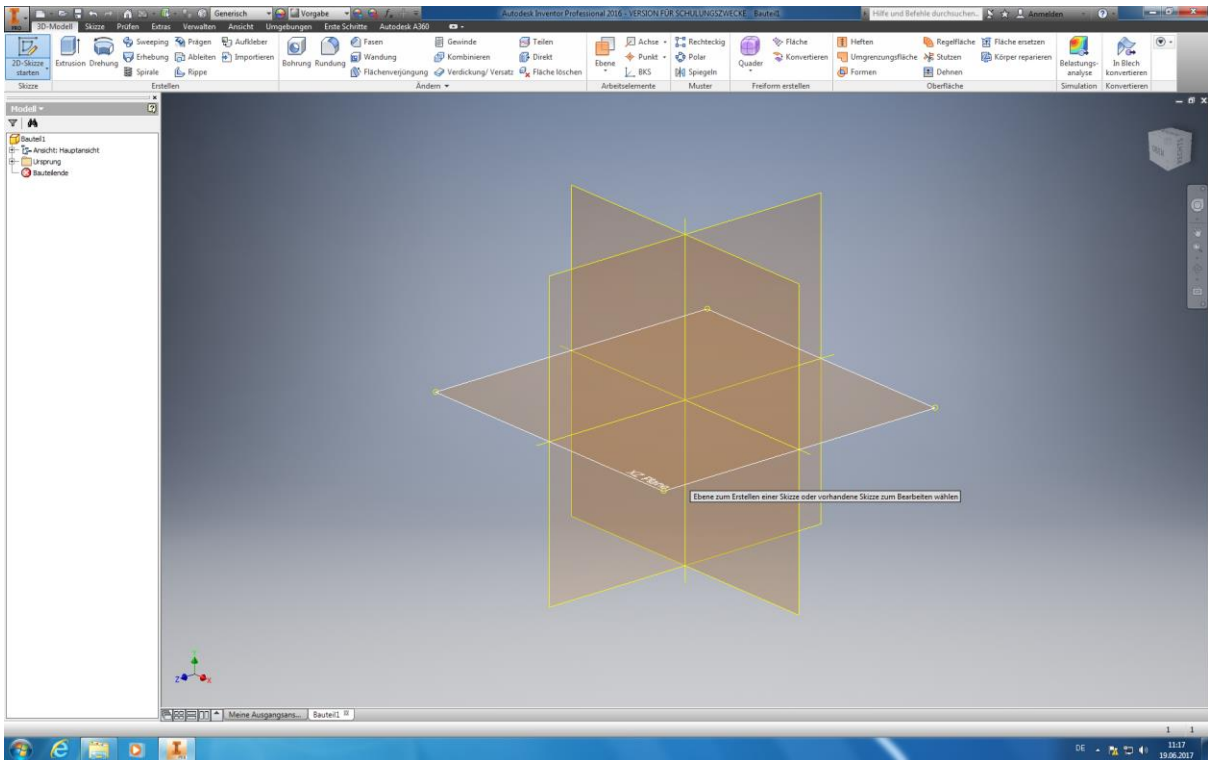 Generisch Vorgabe Autodesk Inventor Professional 2016 - VERSION FÜR SCHULUNGSZWECKE Bauteil1 Hilfe und Befehle durchsuchen... Anmelden
3D-Modell Skizze Prüfen Extras Verwalten Ansicht Umgebungen Erste Schritte Autodesk A360
2D-Skizze starten
Extrusion
Drehung
Sweeping Prägen Aufkleber
Erhebung Ableiten Importieren
Spirale Rippe
Bohrung
Rundung
Fasen Gewinde Teilen
Wandung Kombinieren Direkt
Flächenverjüngung Verdickung/ Versatz Fläche löschen
Ebene
Achse
Punkt
BKS
Rechteckig
Polar
Spiegeln
Quader
Fläche
Konvertieren
Heften Regelfläche Fläche ersetzen
Umgrenzungsfläche Stutzen Körper reparieren
Formen Dehnen
Belastungs-
analyse
In Blech
konvertieren
Skizze Erstellen Ändern Arbeitselemente Muster Freiform erstellen Oberfläche Simulation Konvertieren
Modell
Bauteil1
Ansicht: Hauptansicht
Ursprung
Bauteilende
XZ Ebene
Ebene zum Erstellen einer Skizze oder vorhandene Skizze zum Bearbeiten wählen
Y
Z
X
Meine Ausgangsans... Bauteil1
1 1
DE
11:17
19.06.2017